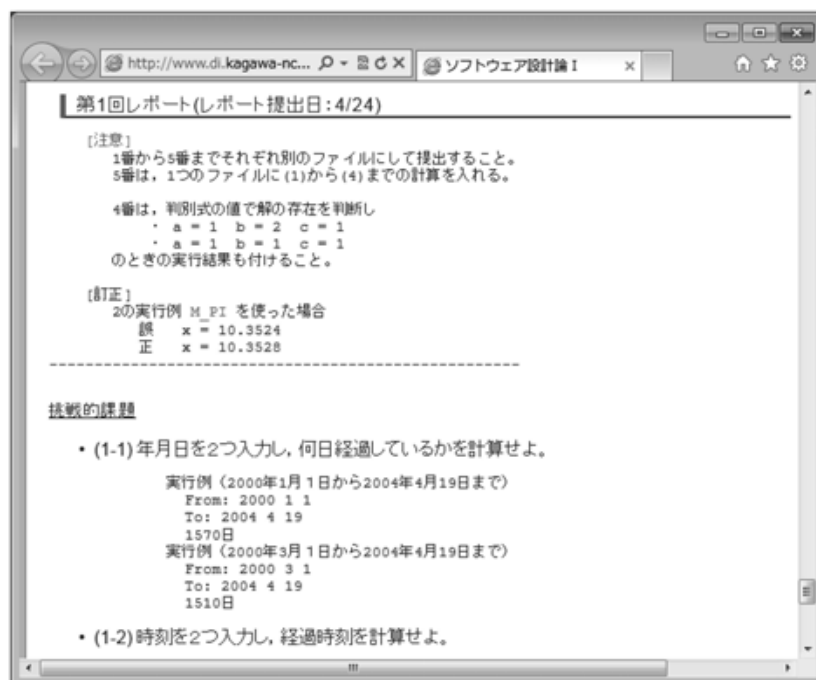 http://www.di.kagawa-nc...
ソフトウェア設計論 I
第1回レポート(レポート提出日:4/24)
[注意]
1番から5番までそれぞれ別のファイルにして提出すること。
5番は，1つのファイルに(1)から(4)までの計算を入れる。
4番は，判別式の値で解の存在を判断し
・ a = 1 b = 2 c = 1
・ a = 1 b = 1 c = 1
のときの実行結果も付けること。
[訂正]
2の実行例 M_PI を使った場合
誤 x = 10.3524
正 x = 10.3528
----------------------------------------------------
挑戦的課題
• (1-1) 年月日を2つ入力し，何日経過しているかを計算せよ。
実行例（2000年1月1日から2004年4月19日まで）
From: 2000 1 1
To: 2004 4 19
1570日
実行例（2000年3月1日から2004年4月19日まで）
From: 2000 3 1
To: 2004 4 19
1510日
• (1-2) 時刻を2つ入力し，経過時刻を計算せよ。